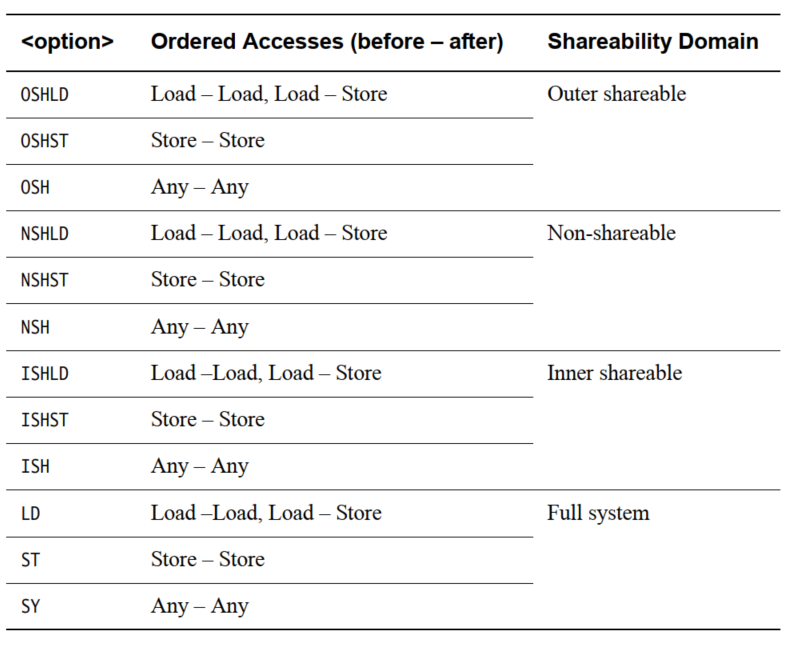 <option> Ordered Accesses (before – after) Shareability Domain
OSHLD Load – Load, Load – Store Outer shareable
OSHST Store – Store
OSH Any – Any
NSHLD Load – Load, Load – Store Non-shareable
NSHST Store – Store
NSH Any – Any
ISHLD Load –Load, Load – Store Inner shareable
ISHST Store – Store
ISH Any – Any
LD Load –Load, Load – Store Full system
ST Store – Store
SY Any – Any